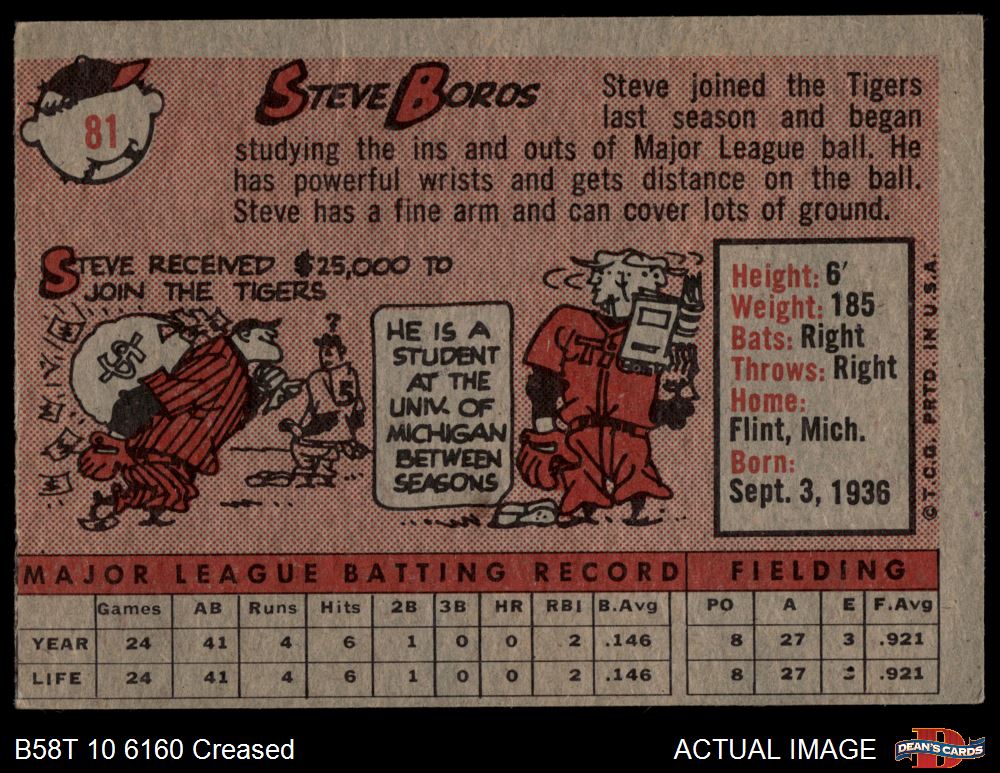 81
STEVE BOROS
Steve joined the Tigers
last season and began
studying the ins and outs of Major League ball. He
has powerful wrists and gets distance on the ball.
Steve has a fine arm and can cover lots of ground.
STEVE RECEIVED $25,000 TO
JOIN THE TIGERS
$
?
5
HE IS A
STUDENT
AT THE
UNIV. OF
MICHIGAN
BETWEEN
SEASONS
T
Height: 6'
Weight: 185
Bats: Right
Throws: Right
Home:
Flint, Mich.
Born:
Sept. 3, 1936
© T.C.G. PRTD. IN U.S.A.
MAJOR LEAGUE BATTING RECORD FIELDING
Games AB Runs Hits 2B 3B HR RBI B.Avg PO A E F.Avg
YEAR 24 41 4 6 1 0 0 2 .146 8 27 3 .921
LIFE 24 41 4 6 1 0 0 2 .146 8 27 .921
B58T 10 6160 Creased
ACTUAL IMAGE
D
DEAN'S CARDS